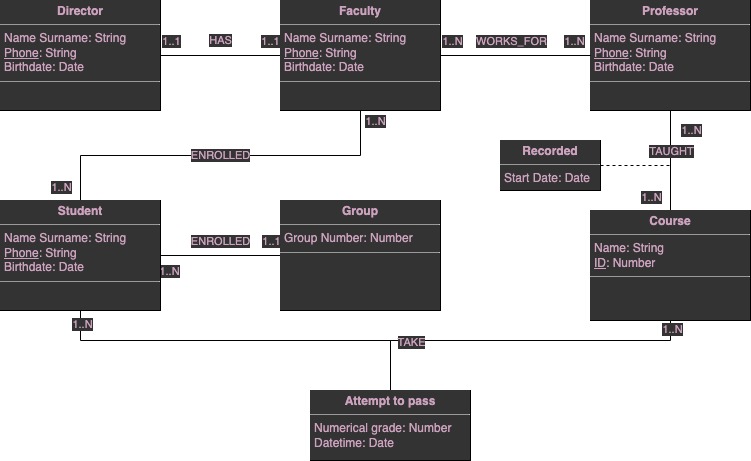 Director
Name Surname: String
Phone: String
Birthdate: Date
1..1
HAS
1..1
Faculty
Name Surname: String
Phone: String
Birthdate: Date
1..N
WORKS_FOR
1..N
Professor
Name Surname: String
Phone: String
Birthdate: Date
1..N
ENROLLED
1..N
1..N
TAUGHT
1..N
Recorded
Start Date: Date
Student
Name Surname: String
Phone: String
Birthdate: Date
ENROLLED
1..1
1..N
Group
Group Number: Number
Course
Name: String
ID: Number
1..N
TAKE
1..N
Attempt to pass
Numerical grade: Number
Datetime: Date